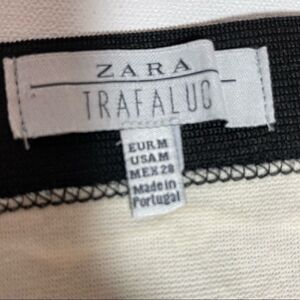 ZARA
TRAFALUC
EUR M
USA M
MEX 28
Made in
Portugal